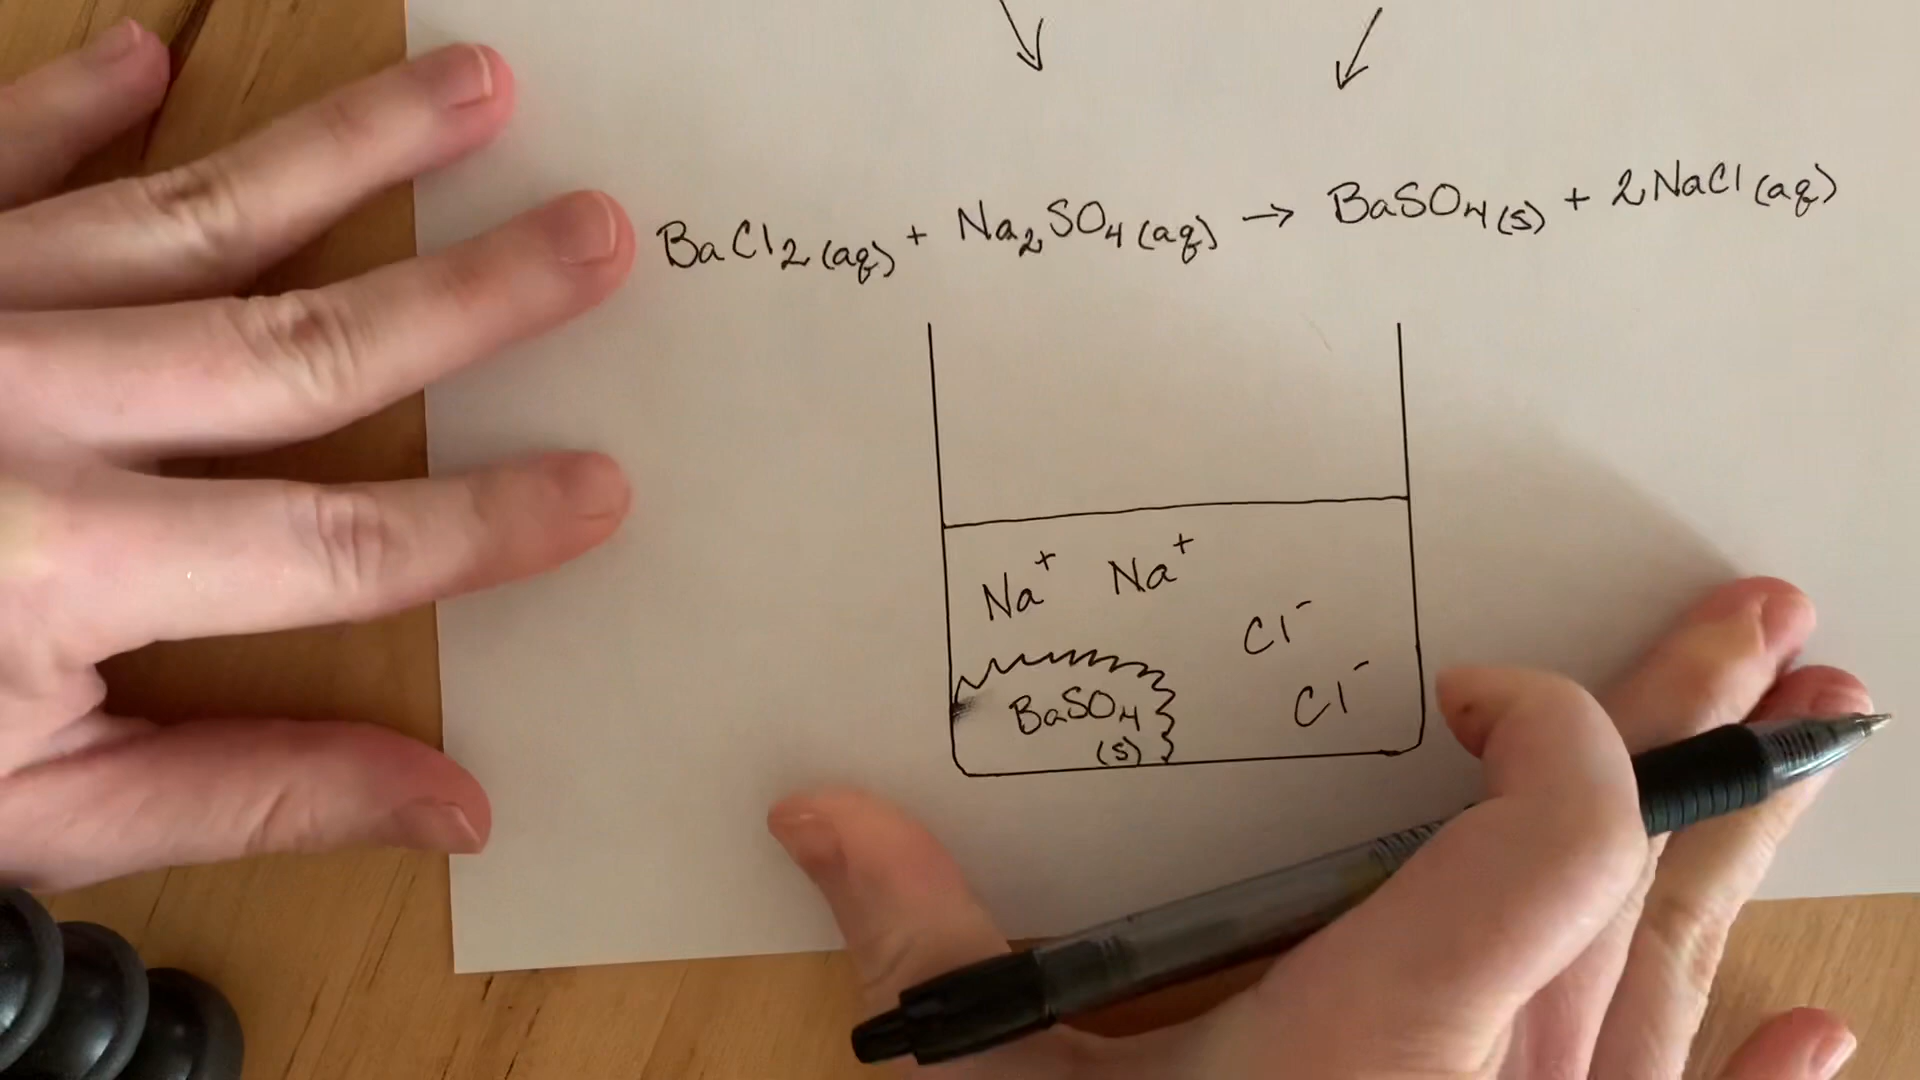 BaCl2(aq) + Na2SO4(aq) → BaSO4(s) + 2NaCl(aq)
Na+ Na+
Cl-
BaSO4
Cl-
(s)